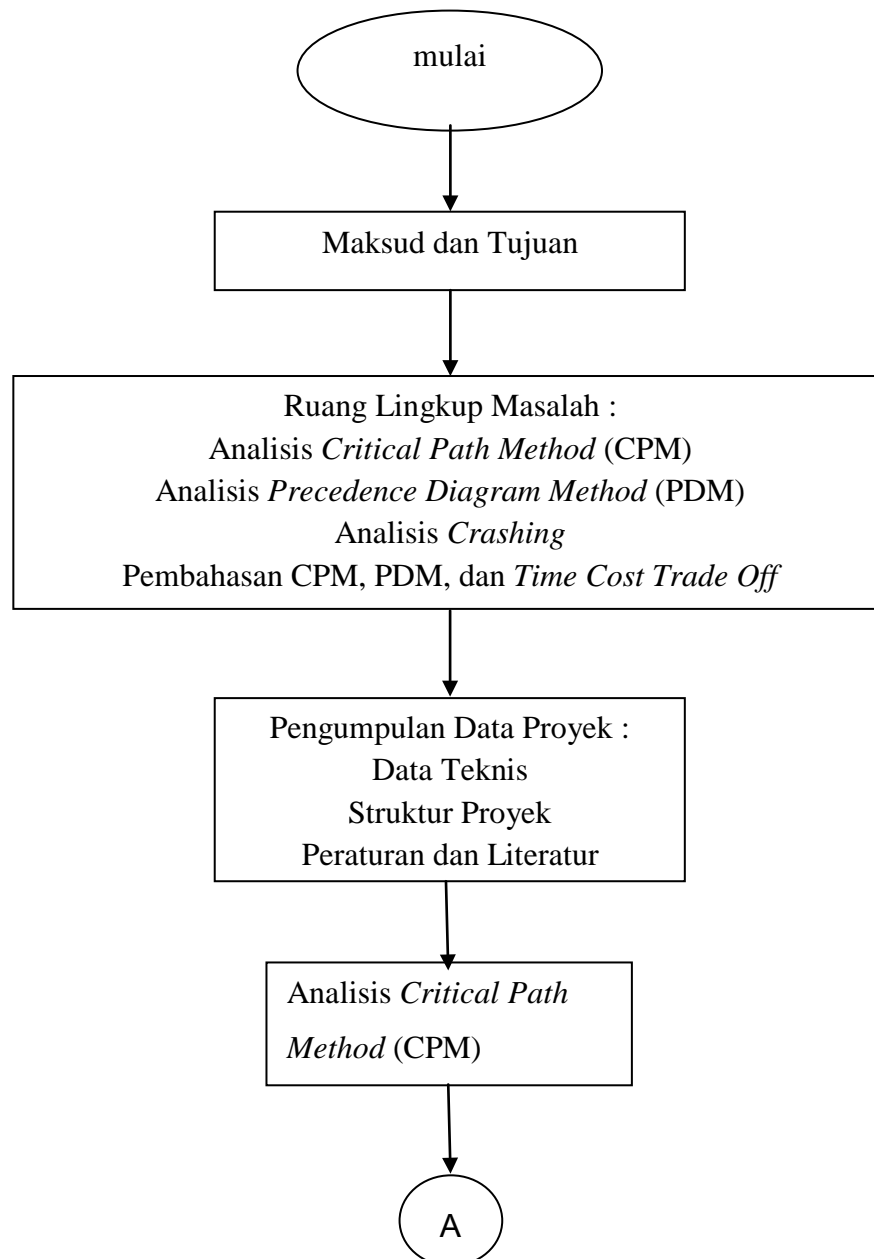 mulai
Maksud dan Tujuan
Ruang Lingkup Masalah :
Analisis Critical Path Method (CPM)
Analisis Precedence Diagram Method (PDM)
Analisis Crashing
Pembahasan CPM, PDM, dan Time Cost Trade Off
Pengumpulan Data Proyek :
Data Teknis
Struktur Proyek
Peraturan dan Literatur
Analisis Critical Path
Method (CPM)
A